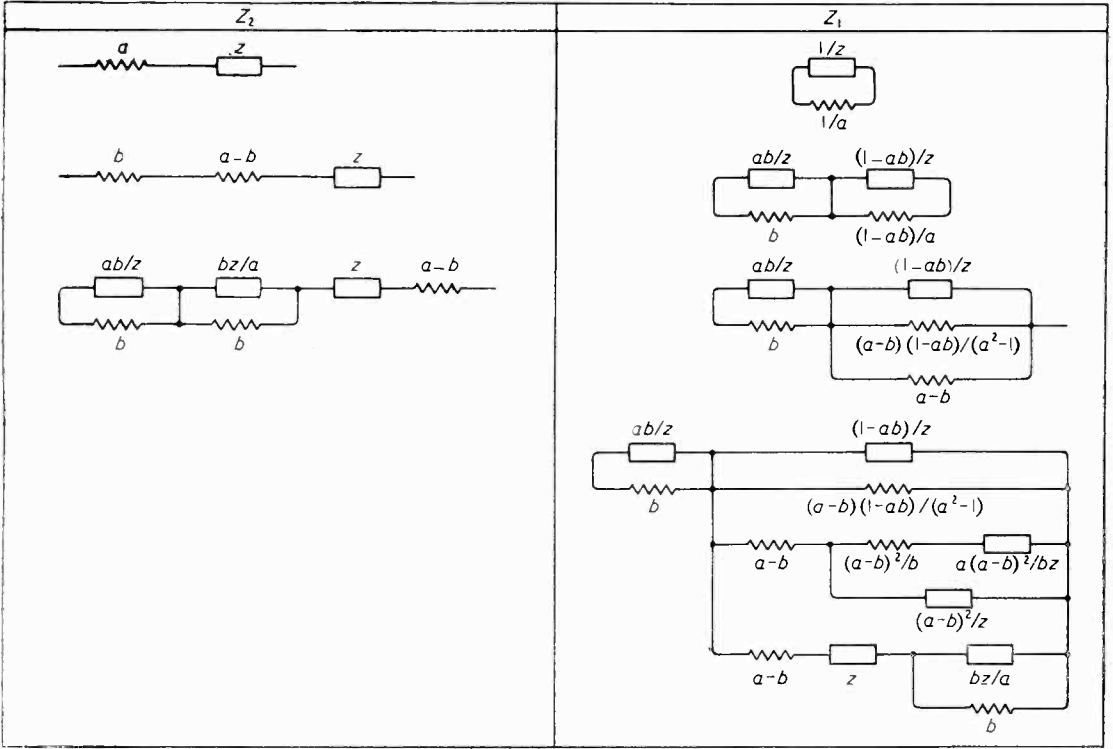 Z₂
Z₁
a z
1/z
1/a
b a−b z
ab/z (1−ab)/z
b (1−ab)/a
ab/z bz/a z a−b
b b
ab/z (1−ab)/z
b (a−b)(1−ab)/(a²−1)
a−b
ab/z (1−ab)/z
b (a−b)(1−ab)/(a²−1)
a−b (a−b)²/b a(a−b)²/bz
(a−b)²/z
a−b z bz/a
b